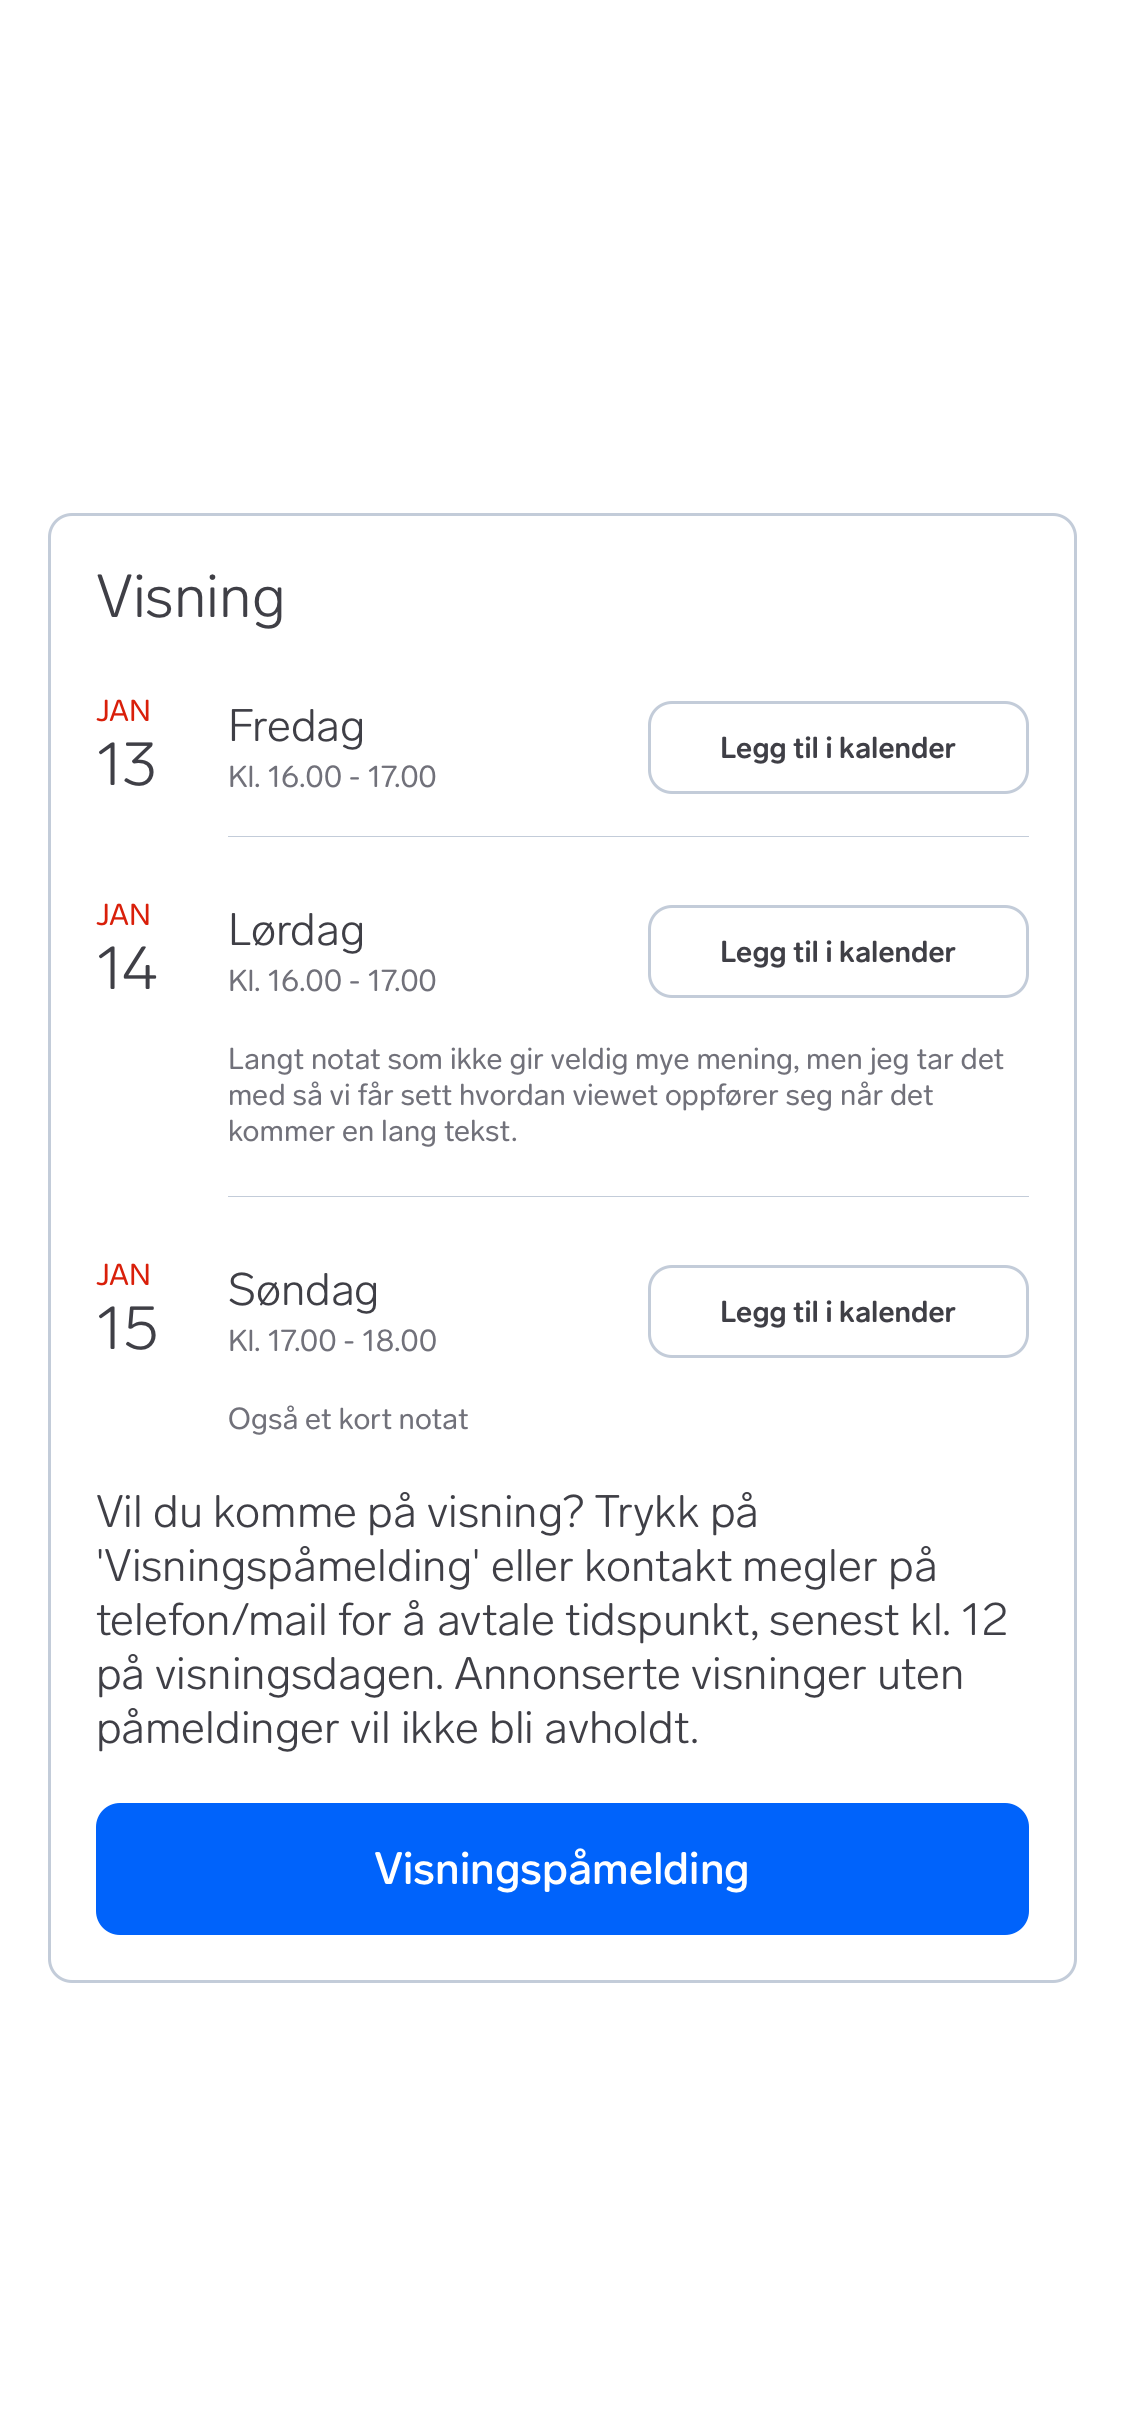 Visning
JAN
13
Fredag
Kl. 16.00 - 17.00
Legg til i kalender
JAN
14
Lørdag
Kl. 16.00 - 17.00
Legg til i kalender
Langt notat som ikke gir veldig mye mening, men jeg tar det
med så vi får sett hvordan viewet oppfører seg når det
kommer en lang tekst.
JAN
15
Søndag
Kl. 17.00 - 18.00
Legg til i kalender
Også et kort notat
Vil du komme på visning? Trykk på
'Visningspåmelding' eller kontakt megler på
telefon/mail for å avtale tidspunkt, senest kl. 12
på visningsdagen. Annonserte visninger uten
påmeldinger vil ikke bli avholdt.
Visningspåmelding